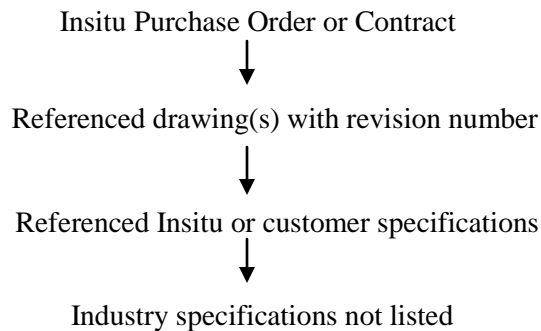 Insitu Purchase Order or Contract
Referenced drawing(s) with revision number
Referenced Insitu or customer specifications
Industry specifications not listed